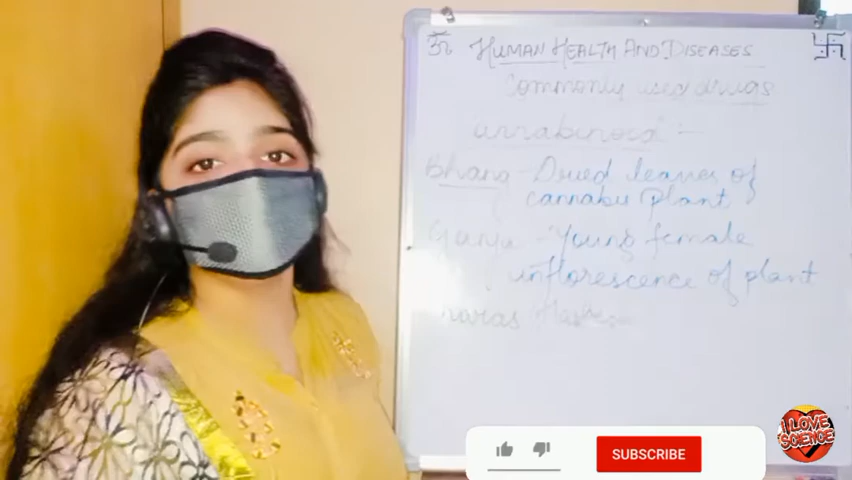 ॐ HUMAN HEALTH AND DISEASES
Commonly used drugs
cannabinoid :-
Bhang - Dried leaves of
cannabis plant
Ganja - Young female
inflorescence of plant
haras
I LOVE
SCIENCE
SUBSCRIBE